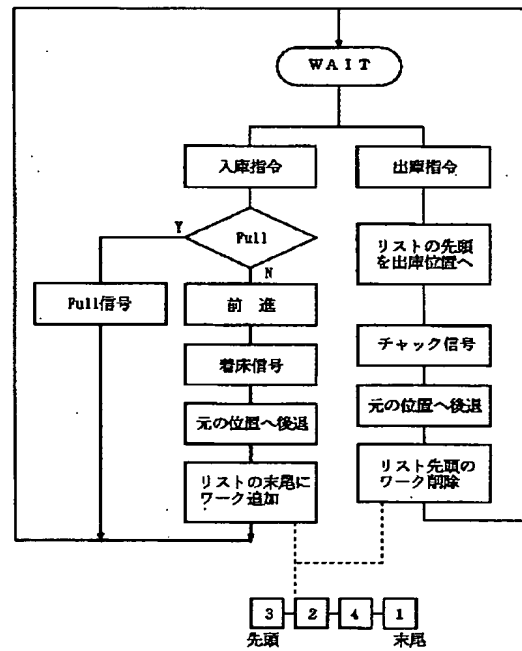 WAIT
入庫指令
出庫指令
Y
Full
N
リストの先頭
を出庫位置へ
Full信号
前 進
チャック信号
着床信号
元の位置へ後退
元の位置へ後退
リストの末尾に
ワーク追加
リスト先頭の
ワーク削除
3 2 4 1
先頭 末尾